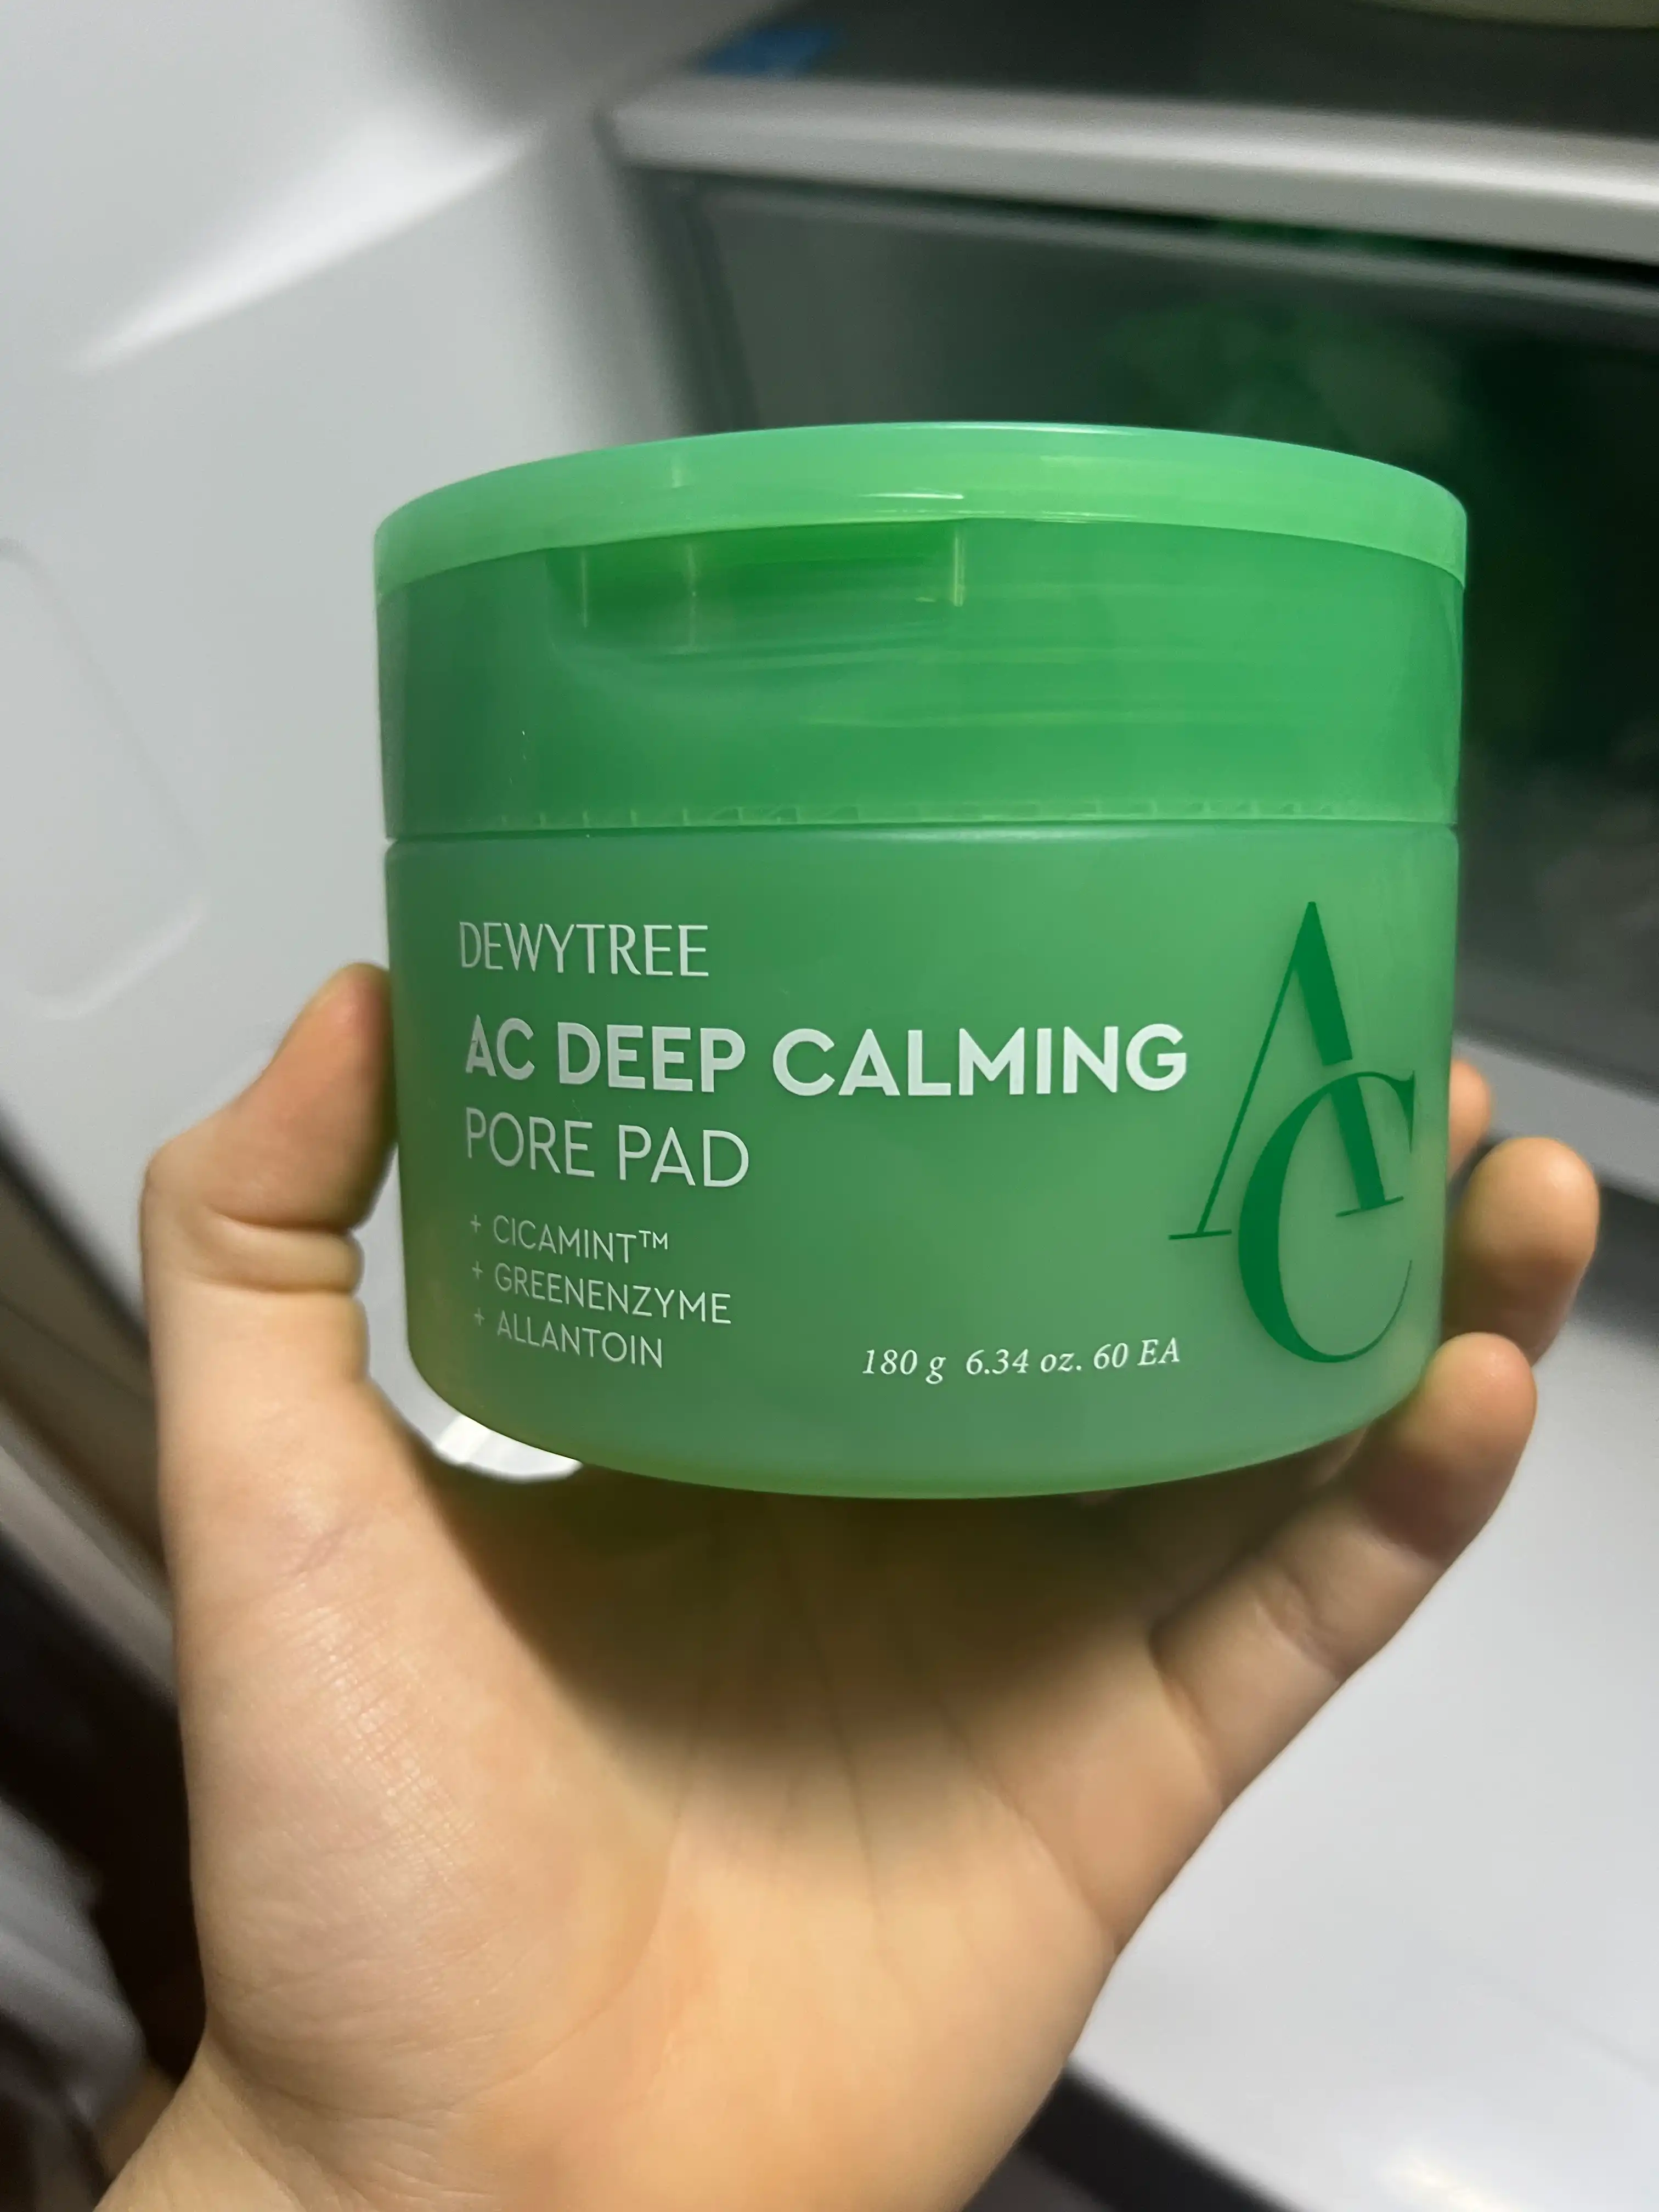 DEWYTREE
AC DEEP CALMING
PORE PAD
+ CICAMINT™
+ GREENENZYME
+ ALLANTOIN
180 g 6.34 oz. 60 EA
AC